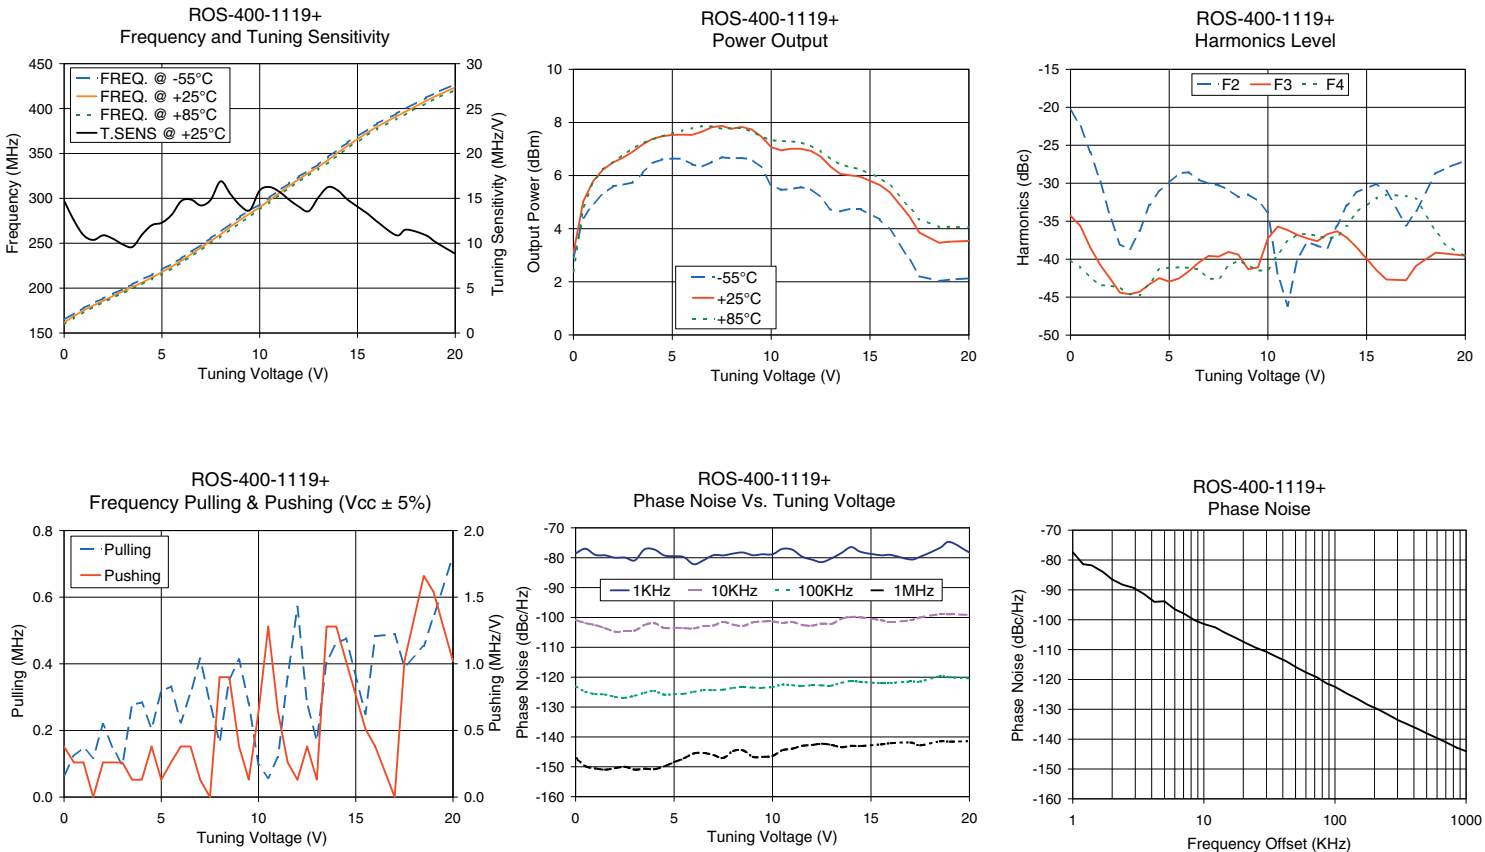 ROS-400-1119+
Frequency and Tuning Sensitivity
450
400
350
300
250
200
150
30
25
20
15
10
5
0
0
5
10
15
20
Frequency (MHz)
Tuning Sensitivity (MHz/V)
Tuning Voltage (V)
FREQ. @ -55°C
FREQ. @ +25°C
FREQ. @ +85°C
T.SENS @ +25°C
ROS-400-1119+
Power Output
10
8
6
4
2
0
0
5
10
15
20
Output Power (dBm)
Tuning Voltage (V)
-55°C
+25°C
+85°C
ROS-400-1119+
Harmonics Level
-15
-20
-25
-30
-35
-40
-45
-50
0
5
10
15
20
Harmonics (dBc)
Tuning Voltage (V)
F2 F3 F4
ROS-400-1119+
Frequency Pulling & Pushing (Vcc ± 5%)
0.8
0.6
0.4
0.2
0.0
2.0
1.5
1.0
0.5
0.0
0
5
10
15
20
Pulling (MHz)
Pushing (MHz/V)
Tuning Voltage (V)
Pulling
Pushing
ROS-400-1119+
Phase Noise Vs. Tuning Voltage
-70
-80
-90
-100
-110
-120
-130
-140
-150
-160
0
5
10
15
20
Phase Noise (dBc/Hz)
Tuning Voltage (V)
1KHz 10KHz 100KHz 1MHz
ROS-400-1119+
Phase Noise
-70
-80
-90
-100
-110
-120
-130
-140
-150
-160
1
10
100
1000
Phase Noise (dBc/Hz)
Frequency Offset (KHz)